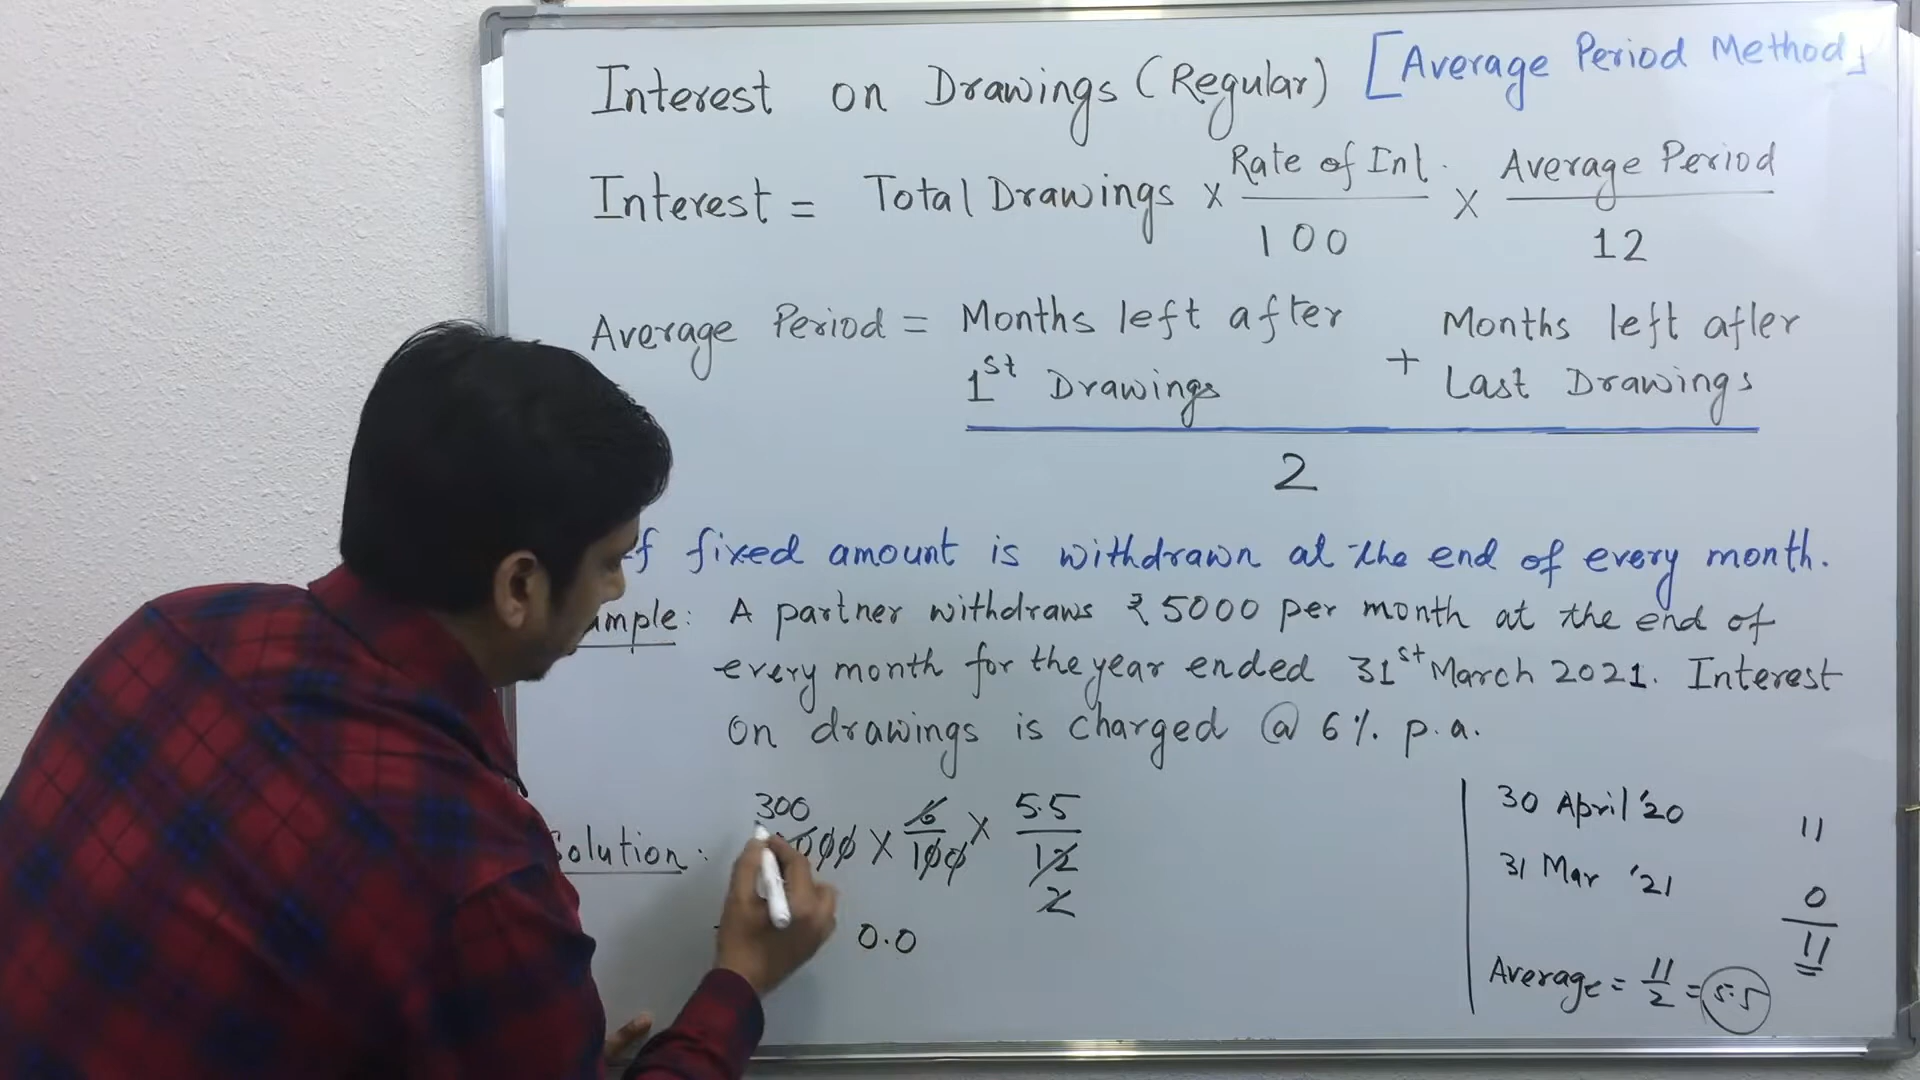 Interest on Drawings (Regular) [Average Period Method]
Interest = Total Drawings x Rate of Int. / 100 x Average Period / 12
Average Period = Months left after 1st Drawings + Months left after Last Drawings
2
f fixed amount is withdrawn at the end of every month.
mple: A partner withdraws ₹5000 per month at the end of
every month for the year ended 31st March 2021. Interest
on drawings is charged @ 6% p.a.
300
olution: 000 x 6/100 x 5.5/12
2
0.0
30 April '20 11
31 Mar '21 0
11
Average = 11/2 = 5.5